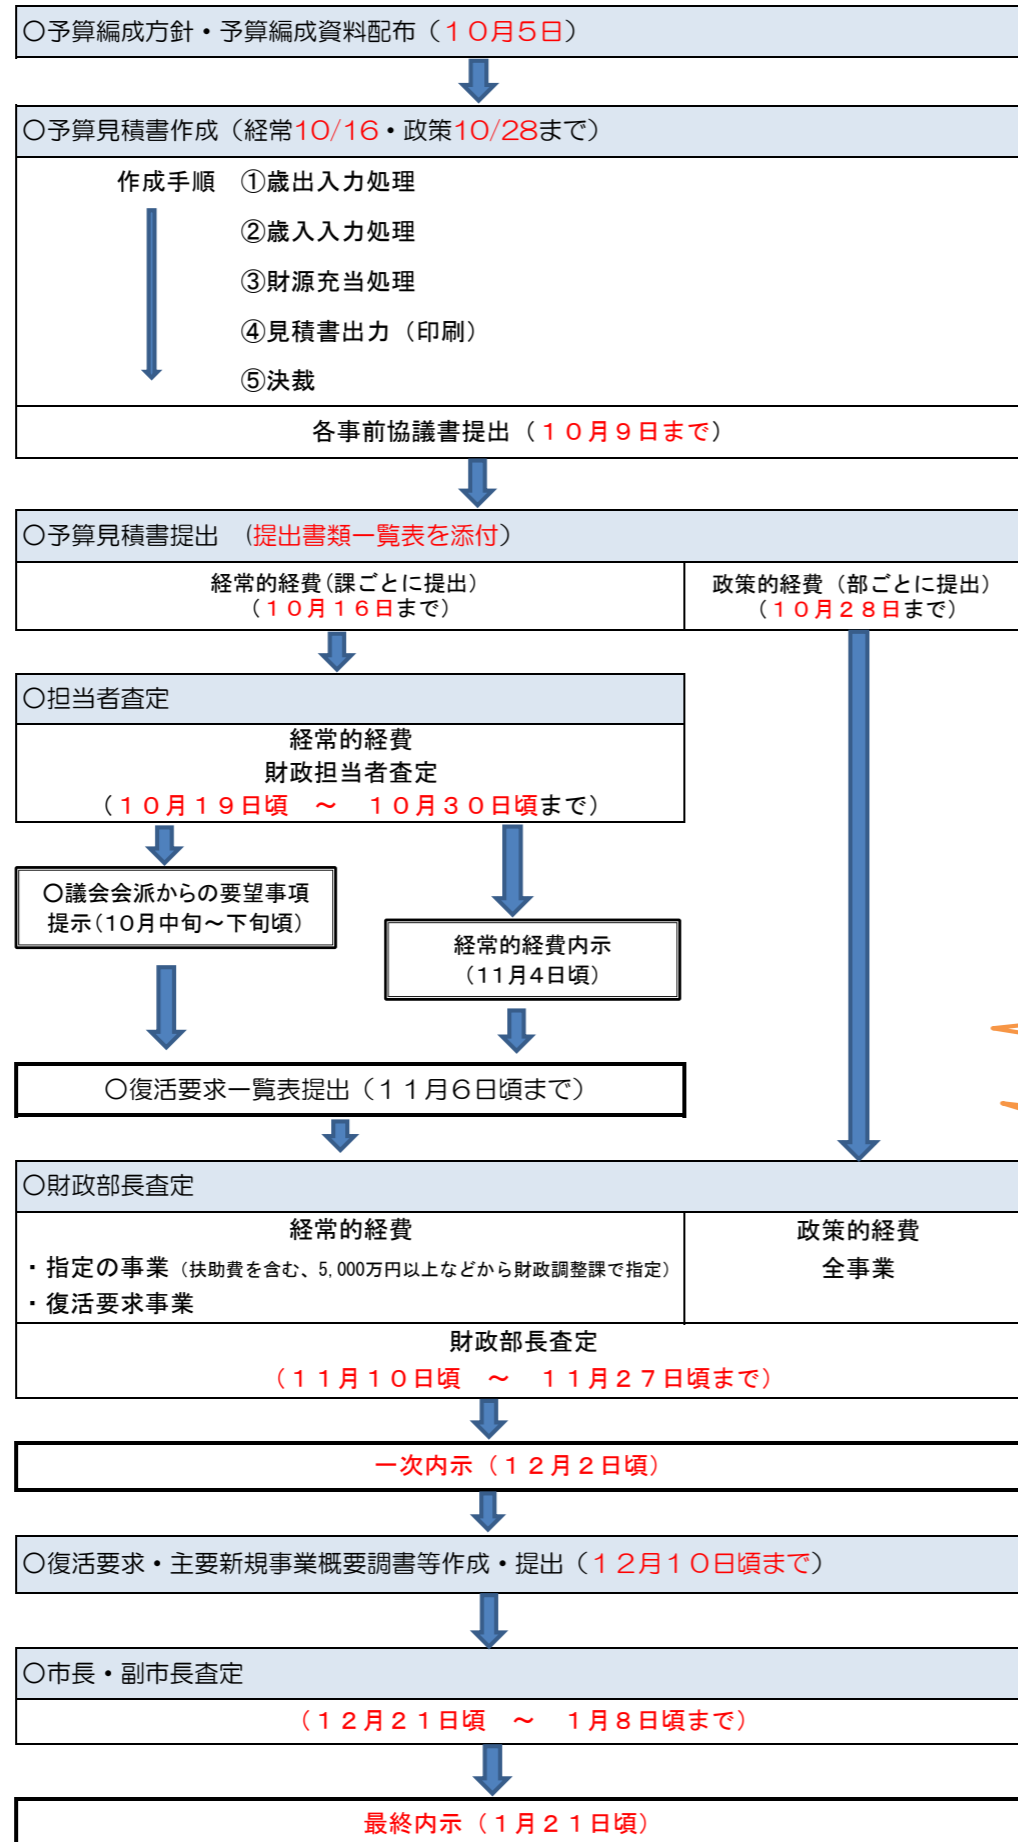 〇予算編成方針・予算編成資料配布（１０月５日）
〇予算見積書作成（経常10/16・政策10/28まで）
作成手順　①歳出入力処理
②歳入入力処理
③財源充当処理
④見積書出力（印刷）
⑤決裁
各事前協議書提出（１０月９日まで）
〇予算見積書提出　（提出書類一覧表を添付）
経常的経費(課ごとに提出）
（１０月１６日まで）
政策的経費（部ごとに提出）
（１０月２８日まで）
〇担当者査定
経常的経費
財政担当者査定
（１０月１９日頃　～　１０月３０日頃まで）
〇議会会派からの要望事項
提示（10月中旬～下旬頃）
経常的経費内示
（11月4日頃）
〇復活要求一覧表提出（１１月６日頃まで）
〇財政部長査定
経常的経費
・指定の事業（扶助費を含む、5,000万円以上などから財政調整課で指定）
・復活要求事業
政策的経費
全事業
財政部長査定
（１１月１０日頃　～　１１月２７日頃まで）
一次内示（１２月２日頃）
〇復活要求・主要新規事業概要調書等作成・提出（１２月１０日頃まで）
〇市長・副市長査定
（１２月２１日頃　～　１月８日頃まで）
最終内示（１月２１日頃）